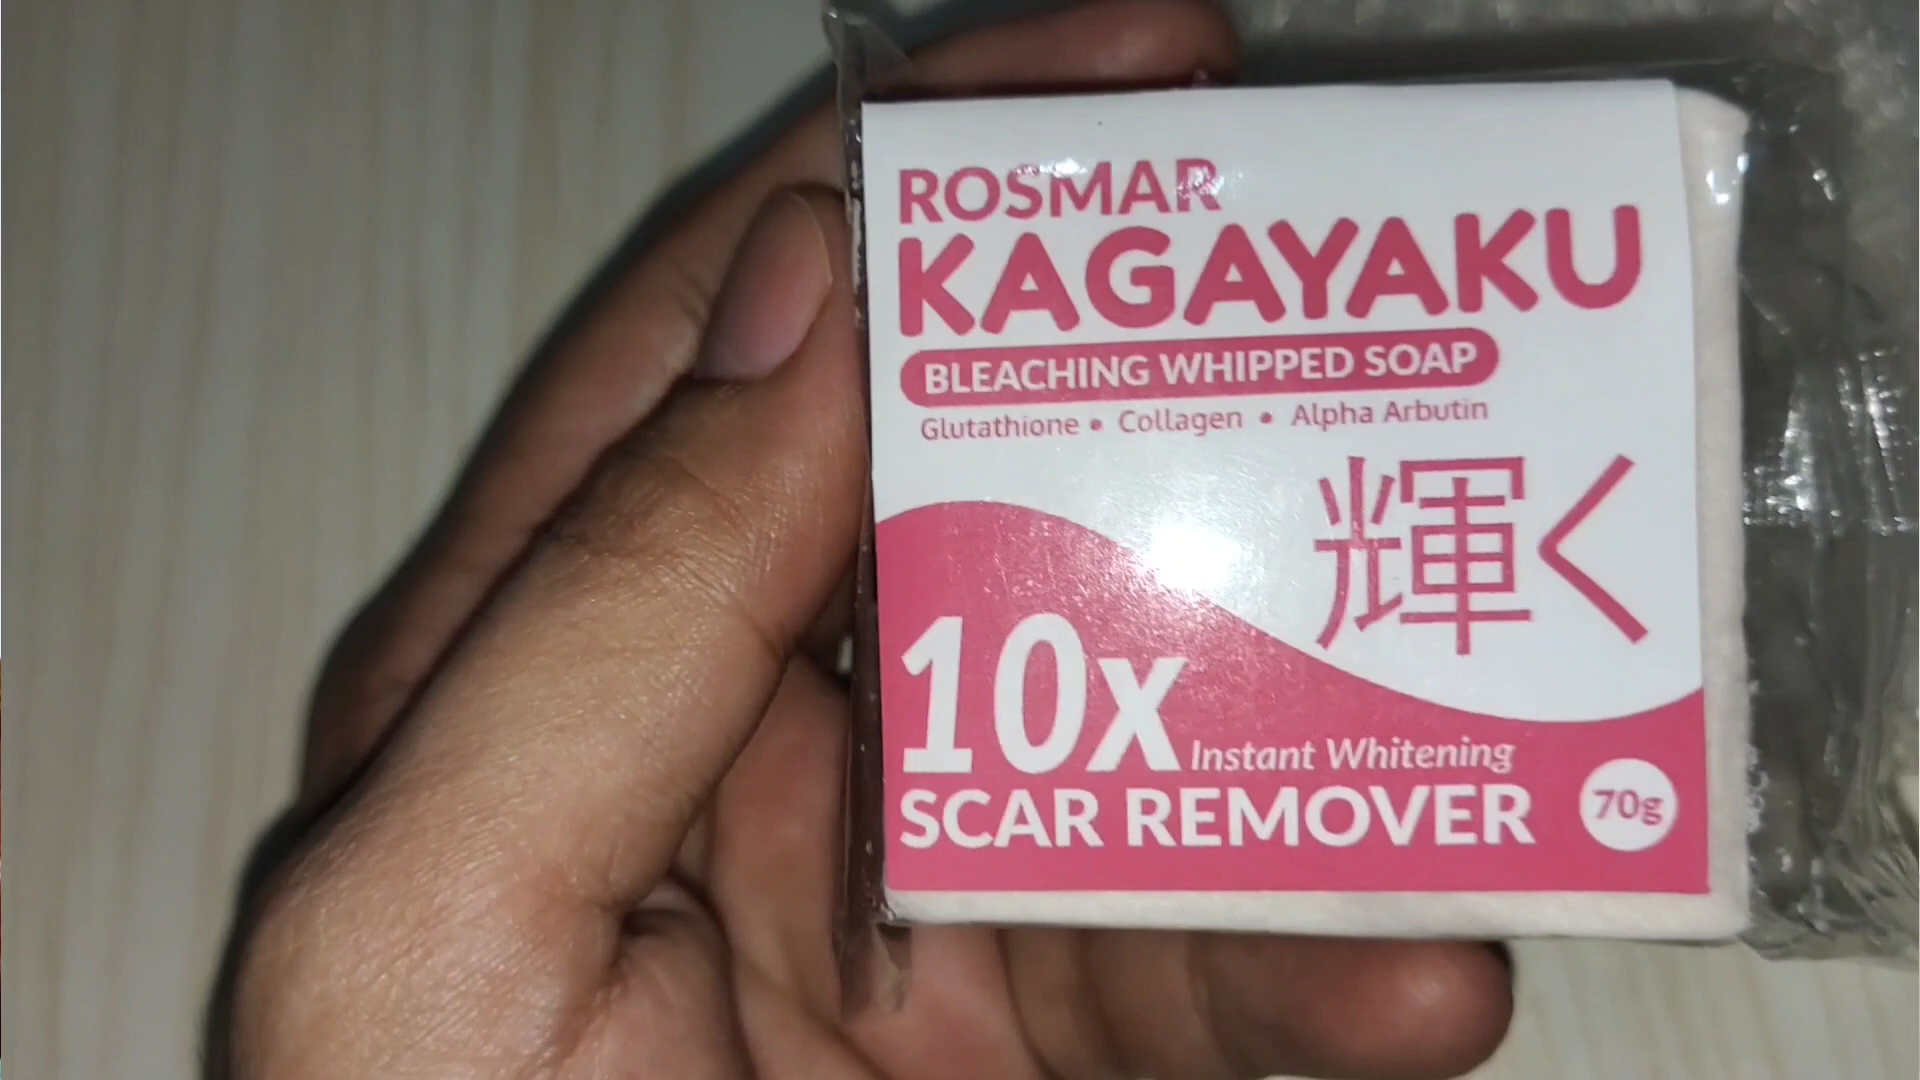 ROSMAR
KAGAYAKU
BLEACHING WHIPPED SOAP
Glutathione • Collagen • Alpha Arbutin
輝く
10x Instant Whitening
SCAR REMOVER
70g